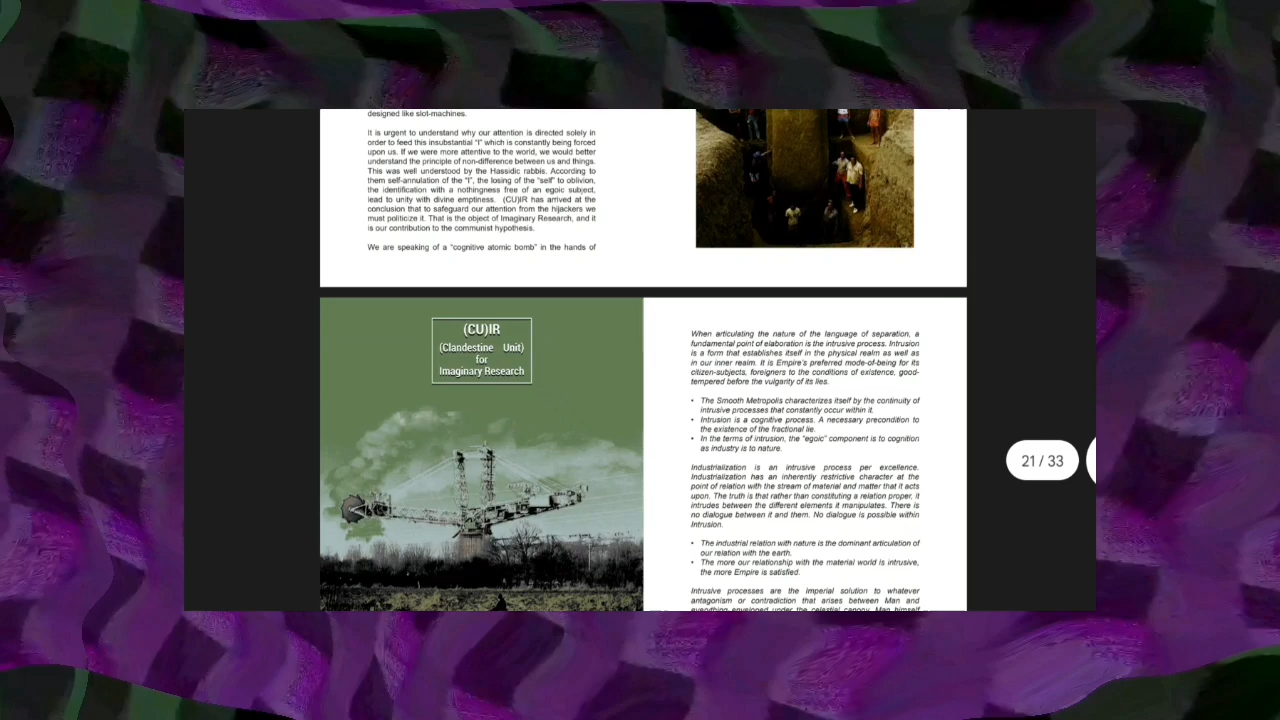 designed like slot-machines.
It is urgent to understand why our attention is directed solely in
order to feed this insubstantial "I" which is constantly being forced
upon us. If we were more attentive to the world, we would better
understand the principle of non-difference between us and things.
This was well understood by the Hassidic rabbis. According to
them self-annulation of the "I", the losing of the "self" to oblivion,
the identification with a nothingness free of an egoic subject,
lead to unity with divine emptiness. (CU)IR has arrived at the
conclusion that to safeguard our attention from the hijackers we
must politicize it. That is the object of Imaginary Research, and it
is our contribution to the communist hypothesis.
We are speaking of a "cognitive atomic bomb" in the hands of
(CU)IR
(Clandestine Unit)
for
Imaginary Research
When articulating the nature of the language of separation, a
fundamental point of elaboration is the intrusive process. Intrusion
is a form that establishes itself in the physical realm as well as
in our inner realm. It is Empire's preferred mode-of-being for its
citizen-subjects, foreigners to the conditions of existence, good-
tempered before the vulgarity of its lies.
• The Smooth Metropolis characterizes itself by the continuity of
intrusive processes that constantly occur within it.
• Intrusion is a cognitive process. A necessary precondition to
the existence of the fractional lie.
• In the terms of intrusion, the "egoic" component is to cognition
as industry is to nature.
Industrialization is an intrusive process per excellence.
Industrialization has an inherently restrictive character at the
point of relation with the stream of material and matter that it acts
upon. The truth is that rather than constituting a relation proper, it
intrudes between the different elements it manipulates. There is
no dialogue between it and them. No dialogue is possible within
Intrusion.
• The industrial relation with nature is the dominant articulation of
our relation with the earth.
• The more our relationship with the material world is intrusive,
the more Empire is satisfied.
Intrusive processes are the Imperial solution to whatever
antagonism or contradiction that arises between Man and
everything enveloped under the celestial canopy. Man himself
21 / 33